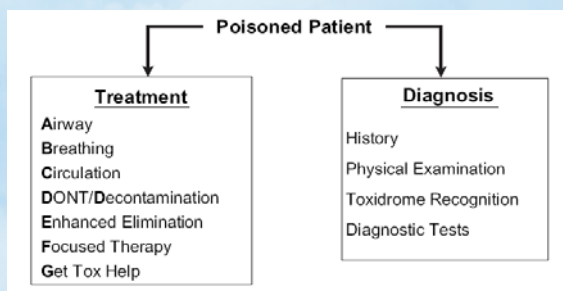 Poisoned Patient
Treatment
Airway
Breathing
Circulation
DONT/Decontamination
Enhanced Elimination
Focused Therapy
Get Tox Help
Diagnosis
History
Physical Examination
Toxidrome Recognition
Diagnostic Tests